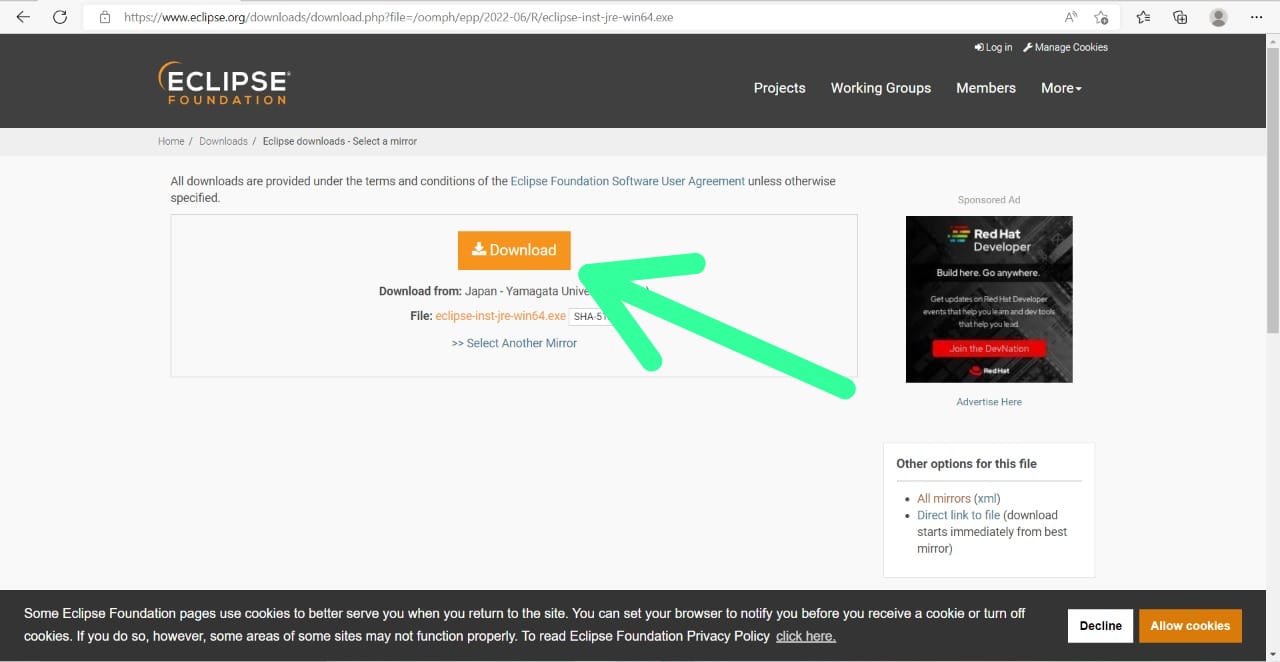 https://www.eclipse.org/downloads/download.php?file=/oomph/epp/2022-06/R/eclipse-inst-jre-win64.exe
Log in Manage Cookies
ECLIPSE
FOUNDATION
Projects Working Groups Members More
Home / Downloads / Eclipse downloads - Select a mirror
All downloads are provided under the terms and conditions of the Eclipse Foundation Software User Agreement unless otherwise
specified.
Download
Download from: Japan - Yamagata
File: eclipse-inst-jre-win64.exe
>> Select Another Mirror
Sponsored Ad
Red Hat
Developer
Build here. Go anywhere.
Get updates on Red Hat Developer
events that help you learn and dev tools
that help you lead.
Join the DevNation
Red Hat
Advertise Here
Other options for this file
All mirrors (xml)
Direct link to file (download
starts immediately from best
mirror)
Some Eclipse Foundation pages use cookies to better serve you when you return to the site. You can set your browser to notify you before you receive a cookie or turn off
cookies. If you do so, however, some areas of some sites may not function properly. To read Eclipse Foundation Privacy Policy click here.
Decline
Allow cookies